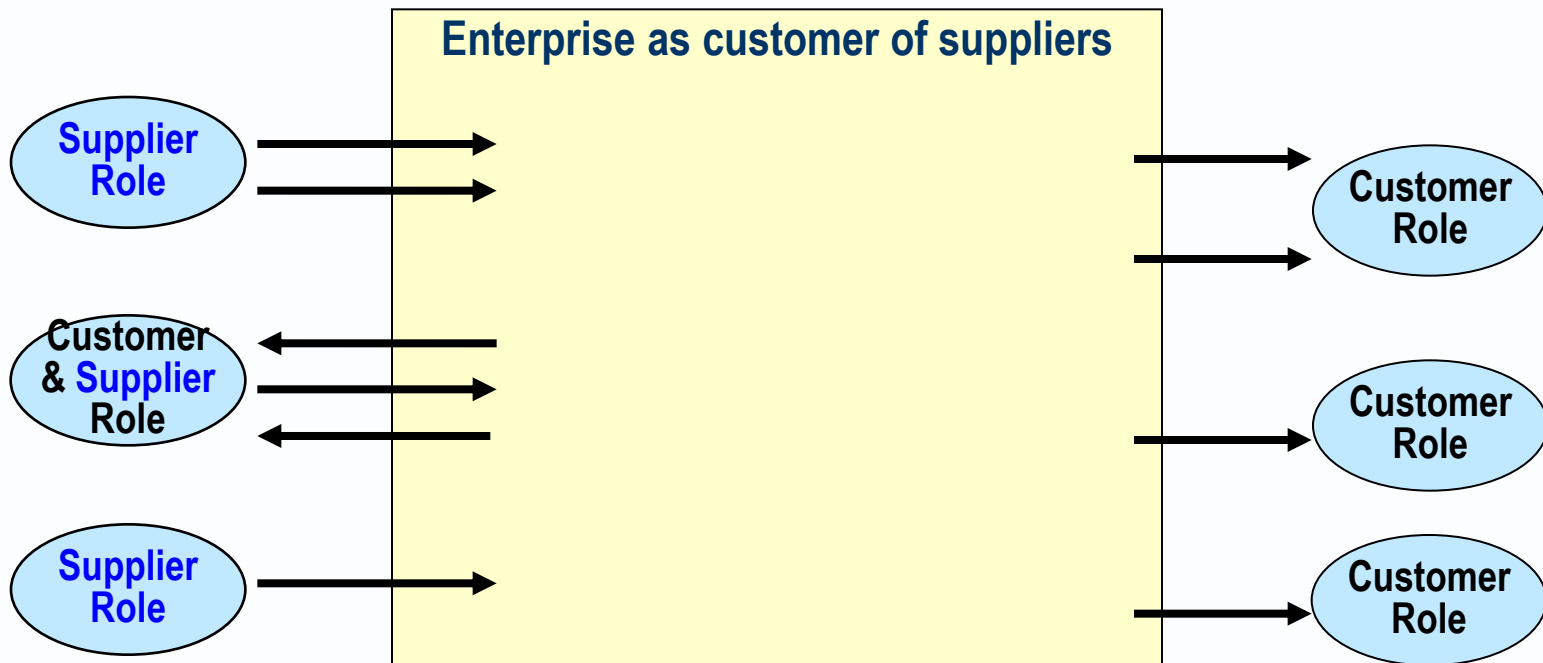 Enterprise as customer of suppliers
Supplier
Role
Customer
Role
Customer
& Supplier
Role
Customer
Role
Supplier
Role
Customer
Role